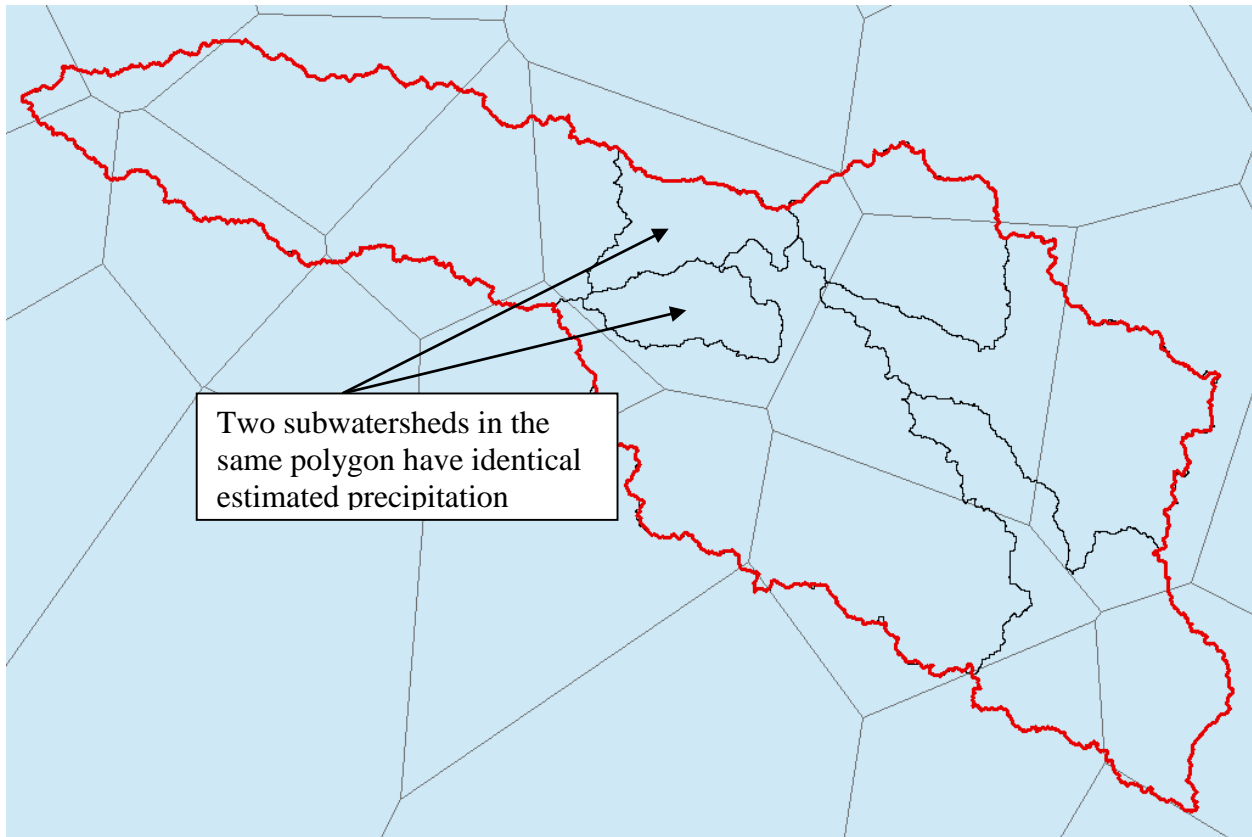 Two subwatersheds in the
same polygon have identical
estimated precipitation